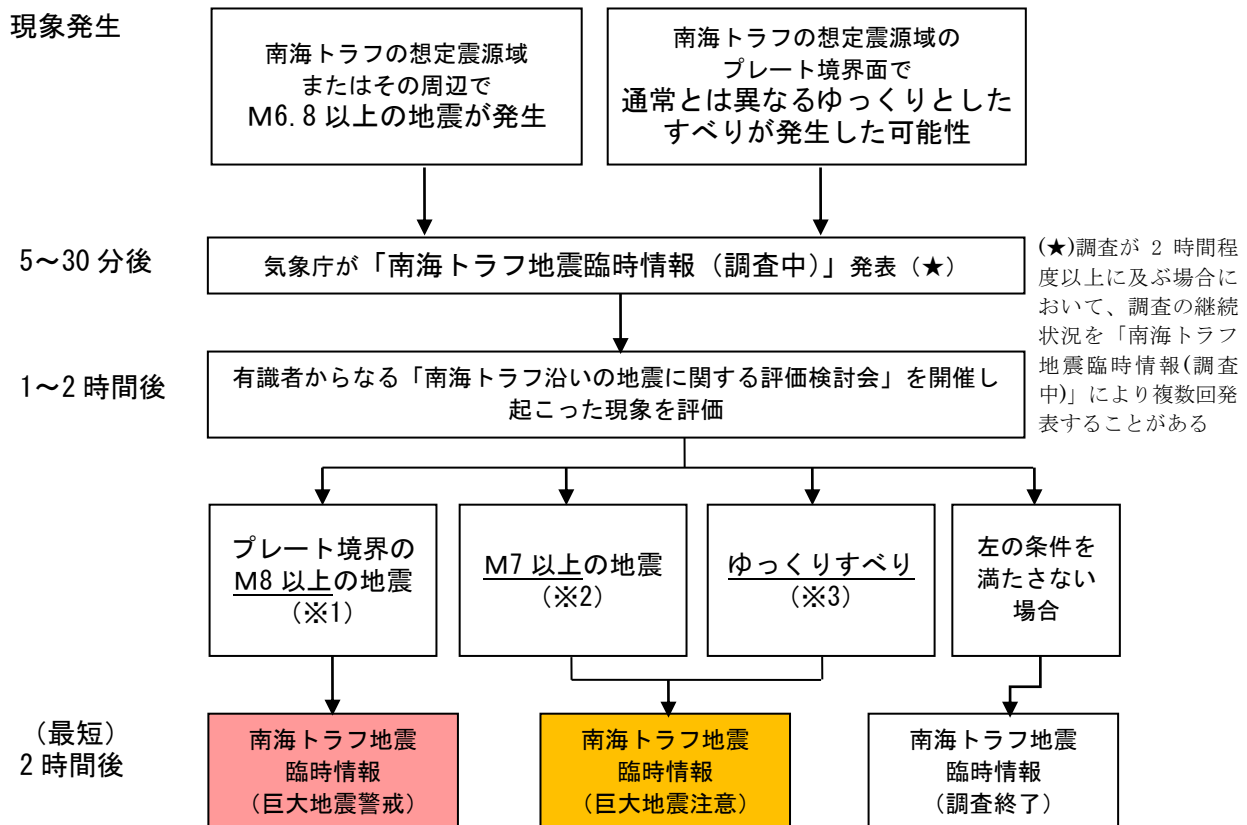 現象発生
南海トラフの想定震源域
またはその周辺で
M6.8以上の地震が発生
南海トラフの想定震源域の
プレート境界面で
通常とは異なるゆっくりとした
すべりが発生した可能性
5～30分後
気象庁が「南海トラフ地震臨時情報（調査中）」発表（★）
(★)調査が 2 時間程
度以上に及ぶ場合に
おいて、調査の継続
状況を「南海トラフ
地震臨時情報(調査
中)」により複数回発
表することがある
1～2時間後
有識者からなる「南海トラフ沿いの地震に関する評価検討会」を開催し
起こった現象を評価
プレート境界の
M8以上の地震
（※1）
M7以上の地震
（※2）
ゆっくりすべり
（※3）
左の条件を
満たさない
場合
（最短）
2時間後
南海トラフ地震
臨時情報
（巨大地震警戒）
南海トラフ地震
臨時情報
（巨大地震注意）
南海トラフ地震
臨時情報
（調査終了）